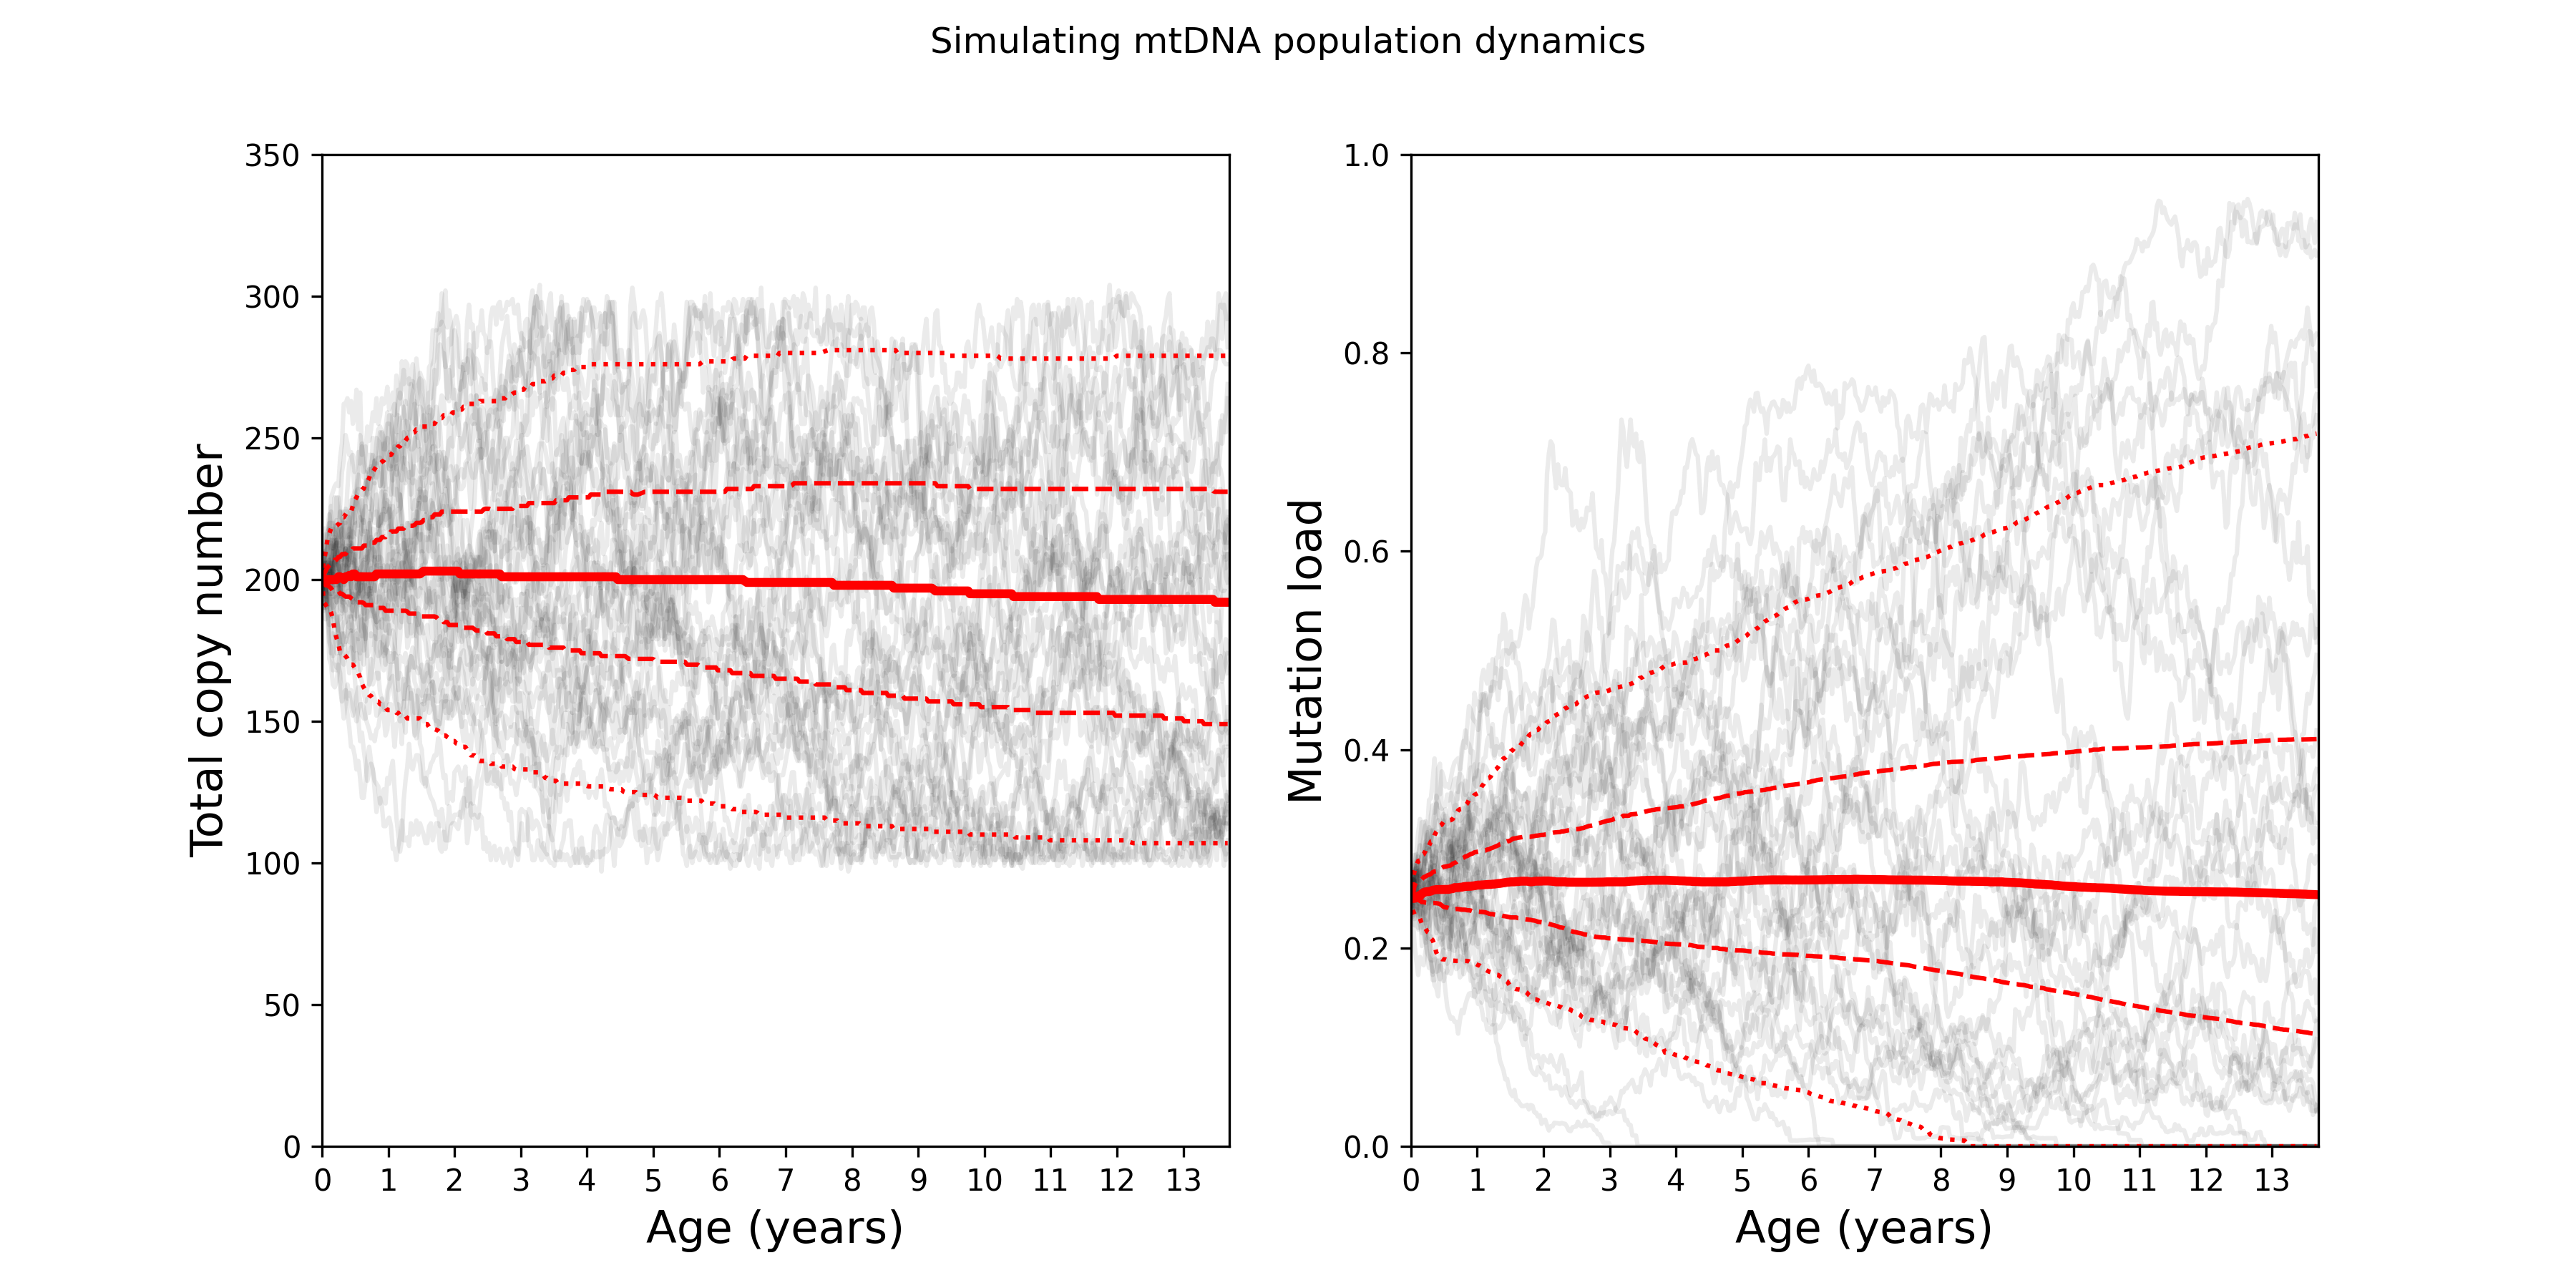 Simulating mtDNA population dynamics
Total copy number
350
300
250
200
150
100
50
0
0 1 2 3 4 5 6 7 8 9 10 11 12 13
Age (years)
Mutation load
1.0
0.8
0.6
0.4
0.2
0.0
0 1 2 3 4 5 6 7 8 9 10 11 12 13
Age (years)